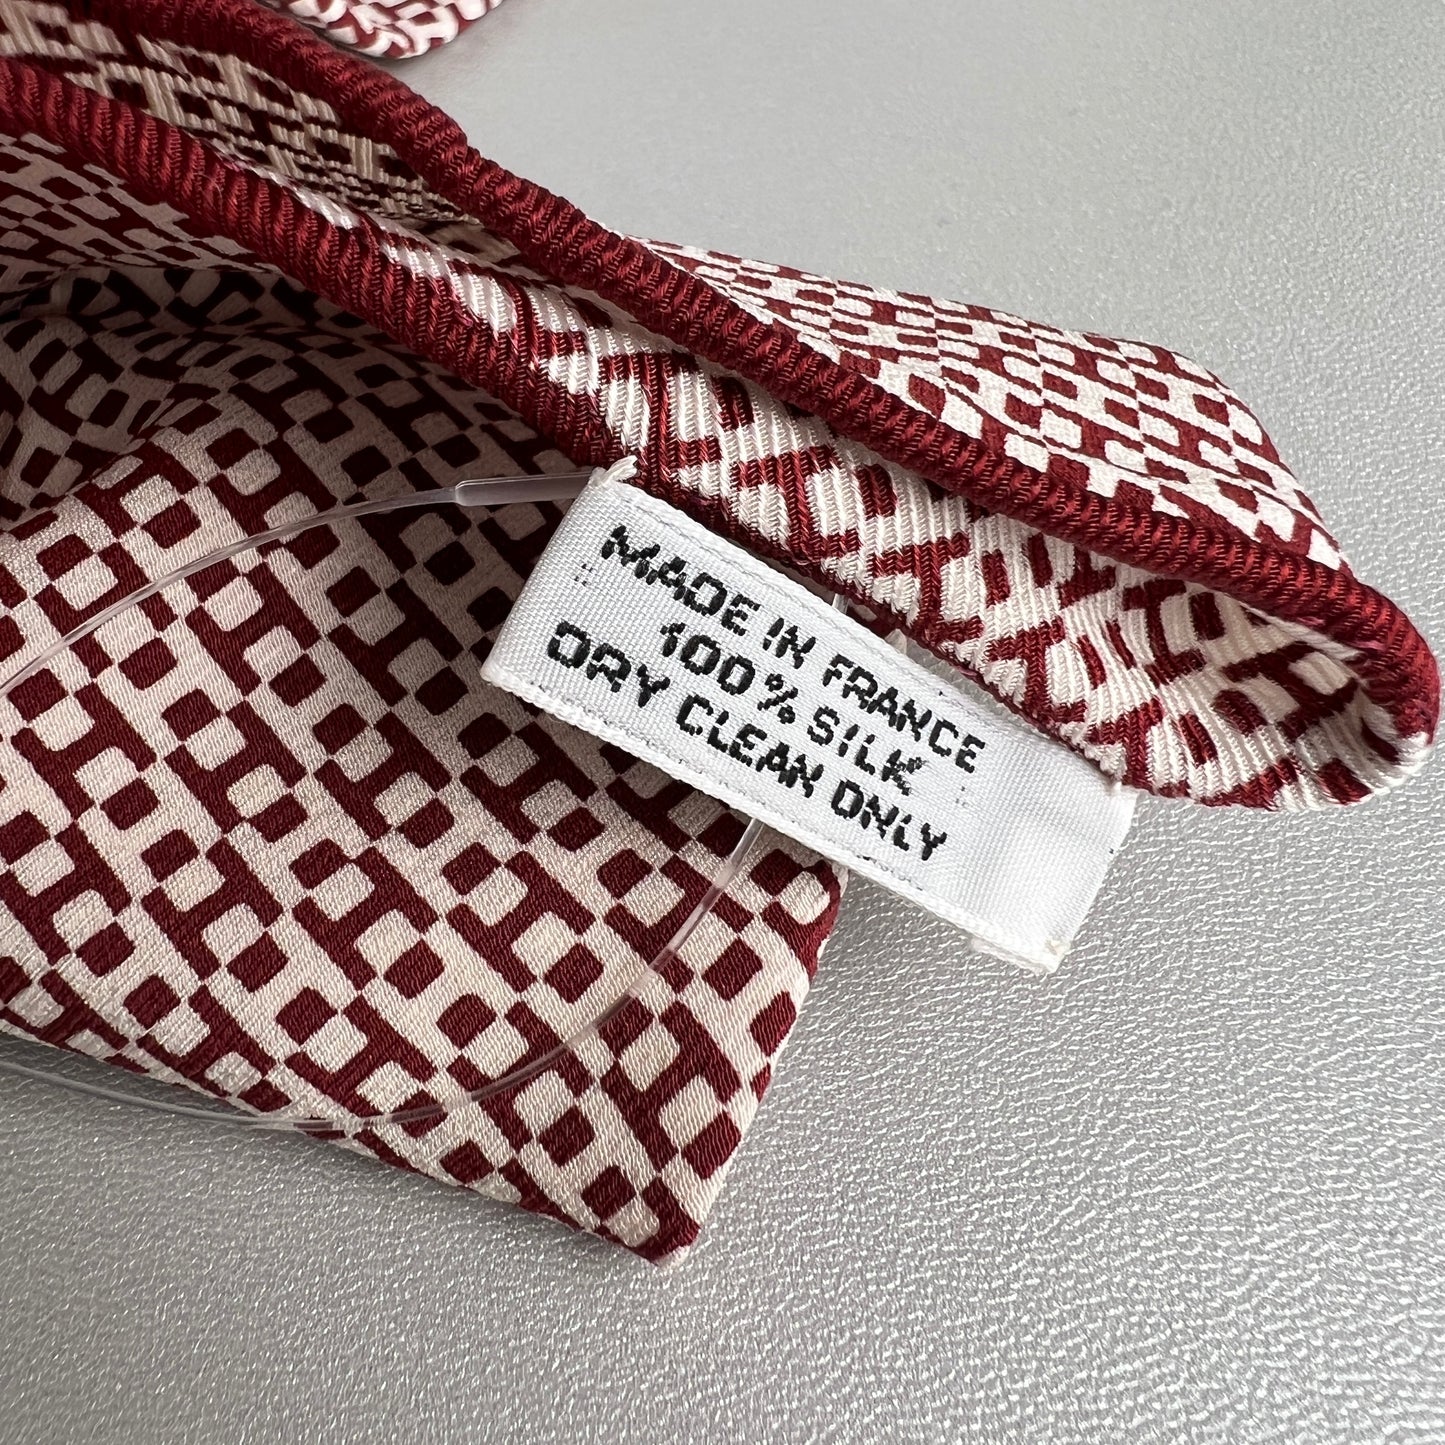 MADE IN FRANCE
100% SILK
DRY CLEAN ONLY